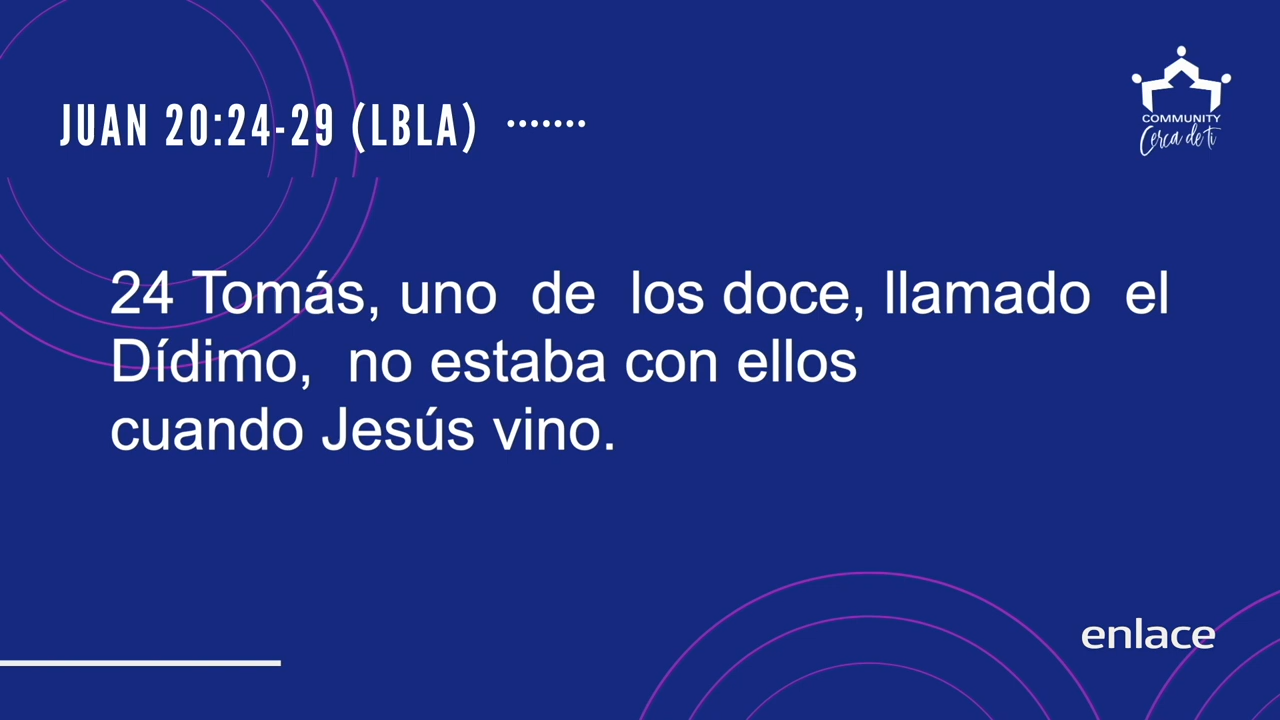 JUAN 20:24-29 (LBLA) .......
COMMUNITY
Cerca de ti
24 Tomás, uno de los doce, llamado el
Dídimo, no estaba con ellos
cuando Jesús vino.
enlace